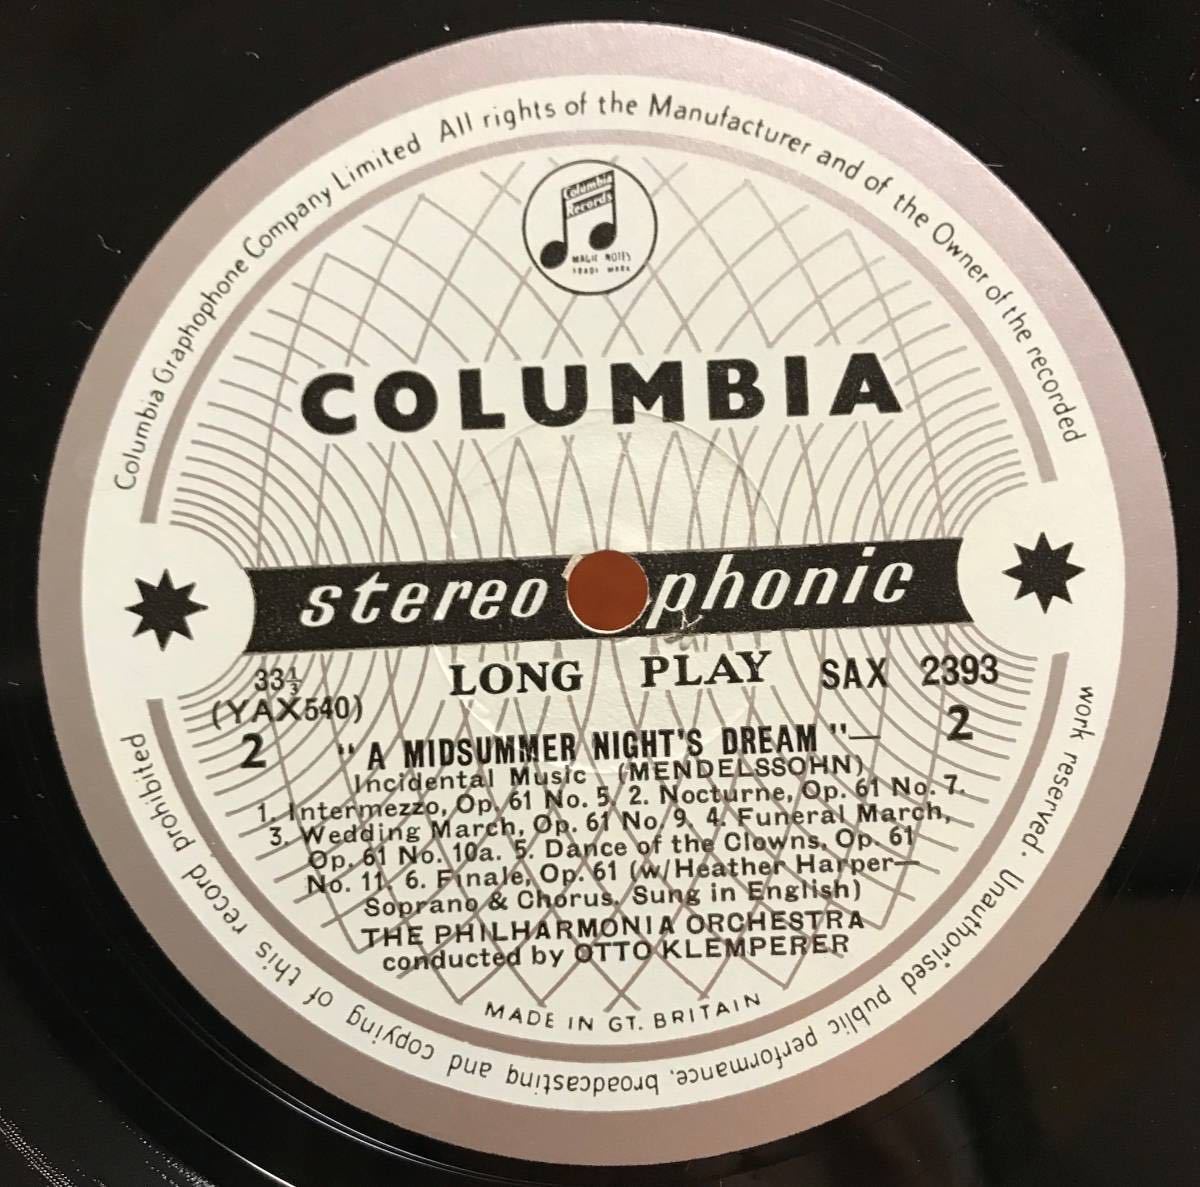 Columbia Graphophone Company Limited All rights of the Manufacturer and of the Owner of the recorded
work reserved. Unauthorised public performance, broadcasting and copying of this record prohibited
Columbia
Records
MAGIC NOTES
TRADE MARK
COLUMBIA
stereophonic
33⅓ LONG PLAY SAX 2393
(YAX540)
2 2
"A MIDSUMMER NIGHT'S DREAM"—
Incidental Music (MENDELSSOHN)
1. Intermezzo, Op. 61 No. 5. 2. Nocturne, Op. 61 No. 7.
3. Wedding March, Op. 61 No. 9. 4. Funeral March,
Op. 61 No. 10a. 5. Dance of the Clowns, Op. 61
No. 11. 6. Finale, Op. 61 (w/Heather Harper—
Soprano & Chorus, Sung in English)
THE PHILHARMONIA ORCHESTRA
conducted by OTTO KLEMPERER
MADE IN GT. BRITAIN